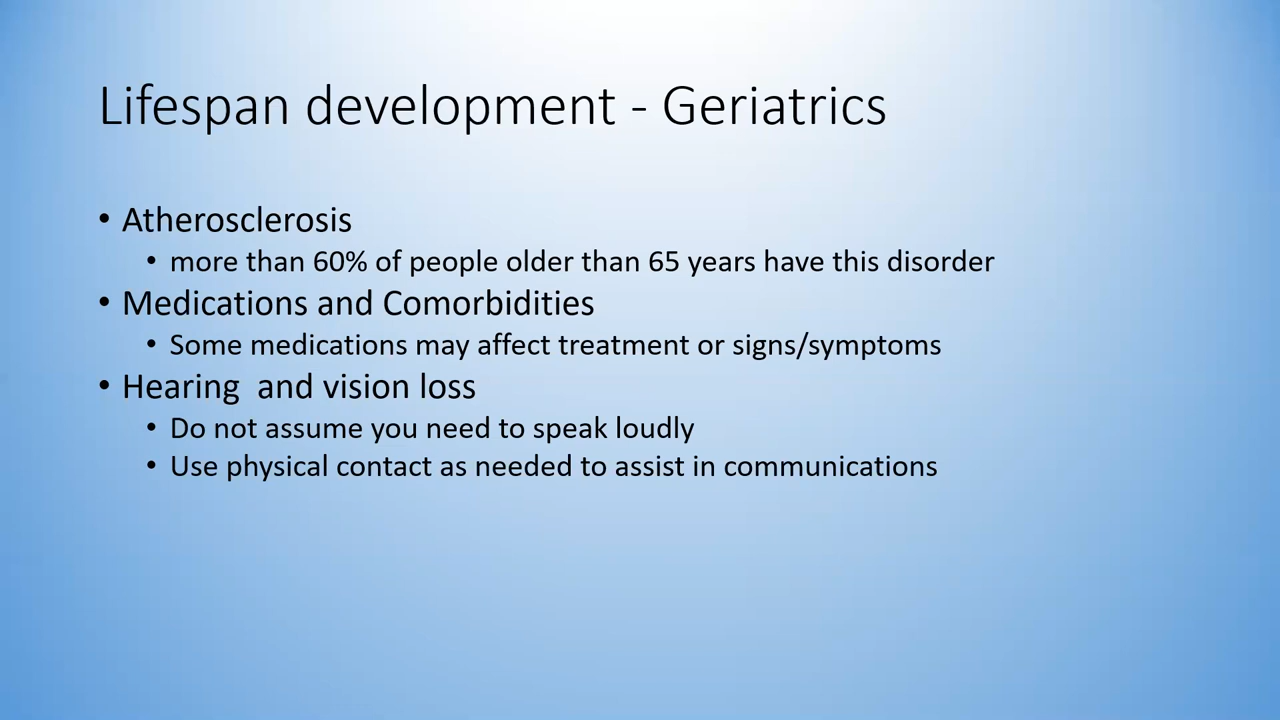 Lifespan development - Geriatrics
• Atherosclerosis
• more than 60% of people older than 65 years have this disorder
• Medications and Comorbidities
• Some medications may affect treatment or signs/symptoms
• Hearing  and vision loss
• Do not assume you need to speak loudly
• Use physical contact as needed to assist in communications